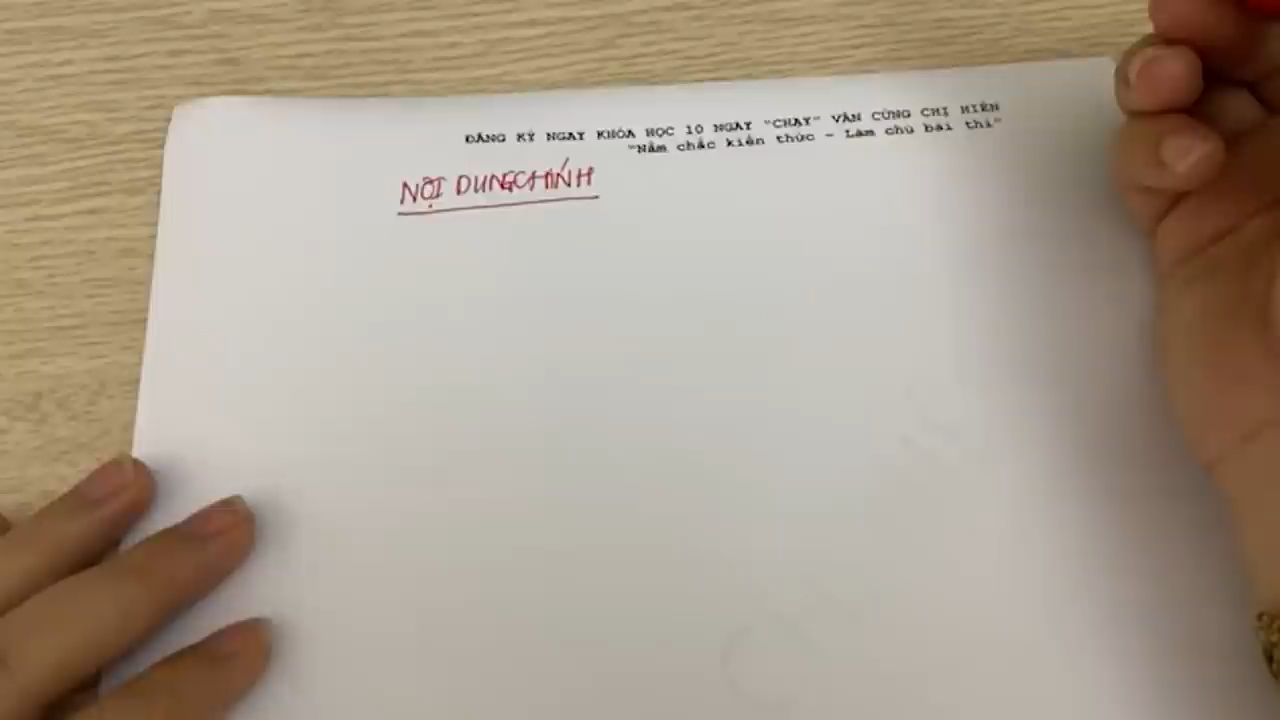 ĐĂNG KÝ NGAY KHÓA HỌC 10 NGÀY "CHẠY" VĂN CÙNG CHỊ HIÊN
"Nắm chắc kiến thức - Làm chủ bài thi"
NỘI DUNG CHÍNH